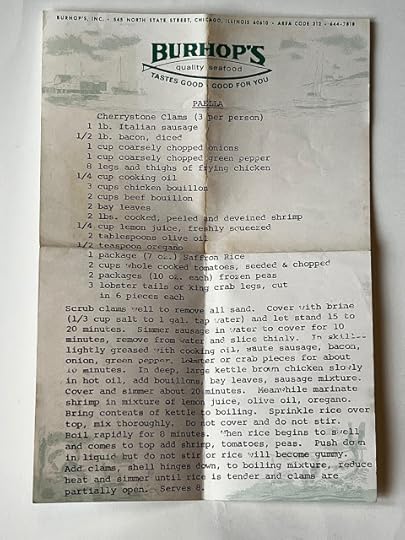 BURHOP'S, INC. • 545 NORTH STATE STREET, CHICAGO, ILLINOIS 60610 • AREA CODE 312 • 644-7818
BURHOP'S
quality seafood
TASTES GOOD GOOD FOR YOU
PAELLA
Cherrystone Clams (3 per person)
1 lb. Italian sausage
1/2 lb. bacon, diced
1 cup coarsely chopped onions
1 cup coarsely chopped green pepper
8 legs and thighs of frying chicken
1/4 cup cooking oil
3 cups chicken bouillon
2 cups beef bouillon
2 bay leaves
2 lbs. cooked, peeled and deveined shrimp
1/4 cup lemon juice, freshly squeezed
2 tablespoons olive oil
1/2 teaspoon oregano
1 package (7 oz.) Saffron Rice
2 cups whole cooked tomatoes, seeded & chopped
2 packages (10 oz. each) frozen peas
3 lobster tails or king crab legs, cut
in 6 pieces each
Scrub clams well to remove all sand. Cover with brine
(1/3 cup salt to 1 gal. tap water) and let stand 15 to
20 minutes. Simmer sausage in water to cover for 10
minutes, remove from water and slice thinly. In skill--
lightly greased with cooking oil, saute sausage, bacon,
onion, green pepper, lobster or crab pieces for about
10 minutes. In deep, large kettle brown chicken slowly
in hot oil, add bouillons, bay leaves, sausage mixture.
Cover and simmer about 20 minutes. Meanwhile marinate
shrimp in mixture of lemon juice, olive oil, oregano.
Bring contents of kettle to boiling. Sprinkle rice over
top, mix thoroughly. Do not cover and do not stir.
Boil rapidly for 8 minutes. When rice begins to swell
and comes to top add shrimp, tomatoes, peas. Push down
in liquid but do not stir or rice will become gummy.
Add clams, shell hinges down, to boiling mixture, reduce
heat and simmer until rice is tender and clams are
partially open. Serves 8.